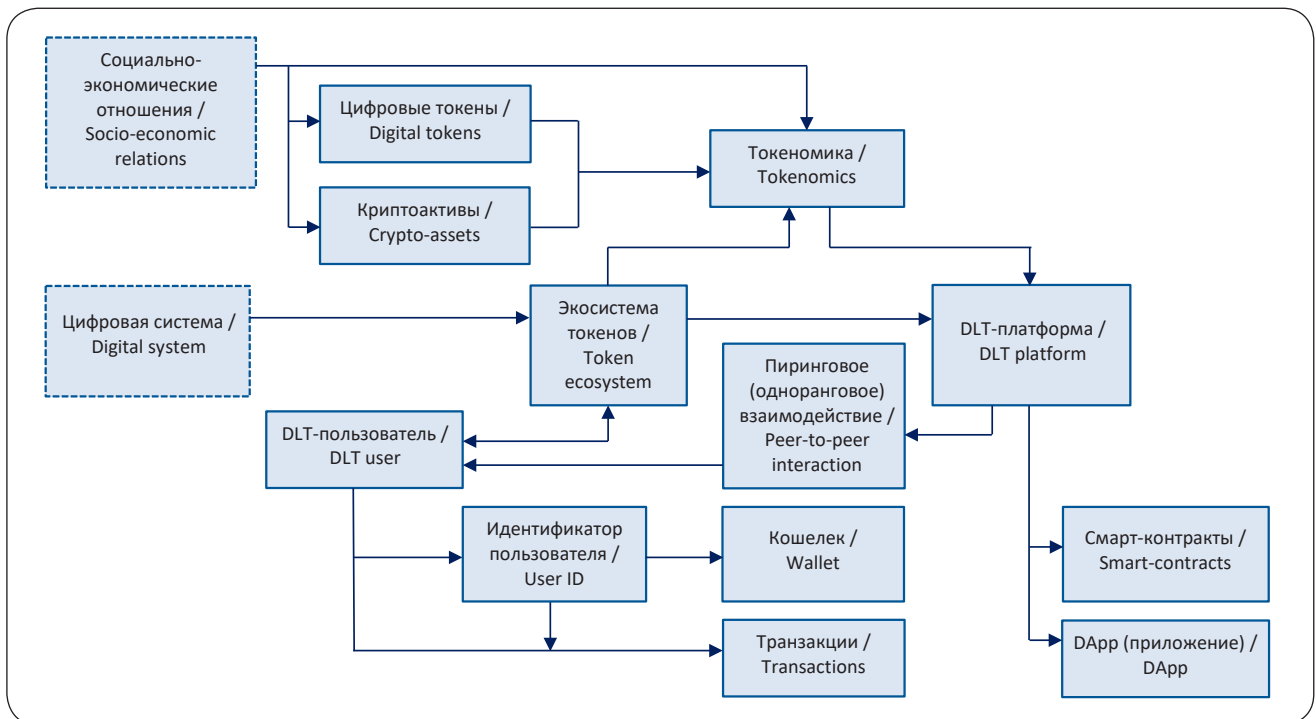 Социально-
экономические
отношения /
Socio-economic
relations
Цифровые токены /
Digital tokens
Токеномика /
Tokenomics
Криптоактивы /
Crypto-assets
Цифровая система /
Digital system
Экосистема
токенов /
Token
ecosystem
DLT-платформа /
DLT platform
Пиринговое
(одноранговое)
взаимодействие /
Peer-to-peer
interaction
DLT-пользователь /
DLT user
Идентификатор
пользователя /
User ID
Кошелек /
Wallet
Смарт-контракты /
Smart-contracts
Транзакции /
Transactions
DApp (приложение) /
DApp